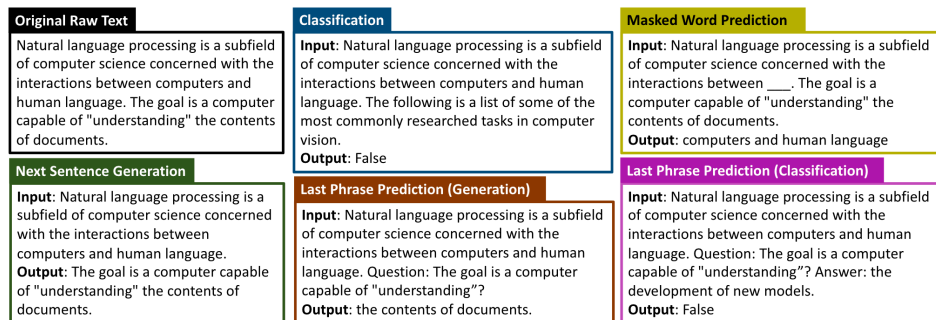 Original Raw Text
Natural language processing is a subfield
of computer science concerned with the
interactions between computers and
human language. The goal is a computer
capable of "understanding" the contents
of documents.
Classification
Input: Natural language processing is a subfield
of computer science concerned with the
interactions between computers and human
language. The following is a list of some of the
most commonly researched tasks in computer
vision.
Output: False
Masked Word Prediction
Input: Natural language processing is a subfield
of computer science concerned with the
interactions between ___. The goal is a
computer capable of "understanding" the
contents of documents.
Output: computers and human language
Next Sentence Generation
Input: Natural language processing is a
subfield of computer science concerned
with the interactions between
computers and human language.
Output: The goal is a computer capable
of "understanding" the contents of
documents.
Last Phrase Prediction (Generation)
Input: Natural language processing is a subfield
of computer science concerned with the
interactions between computers and human
language. Question: The goal is a computer
capable of "understanding”?
Output: the contents of documents.
Last Phrase Prediction (Classification)
Input: Natural language processing is a subfield
of computer science concerned with the
interactions between computers and human
language. Question: The goal is a computer
capable of "understanding”? Answer: the
development of new models.
Output: False